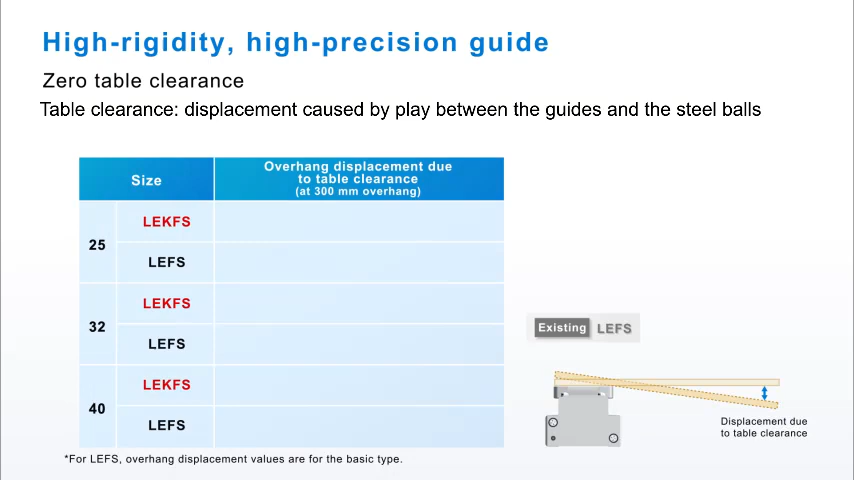 High-rigidity, high-precision guide
Zero table clearance
Table clearance: displacement caused by play between the guides and the steel balls
Size
Overhang displacement due
to table clearance
(at 300 mm overhang)
25
LEKFS
LEFS
32
LEKFS
LEFS
40
LEKFS
LEFS
Existing LEFS
Displacement due
to table clearance
*For LEFS, overhang displacement values are for the basic type.